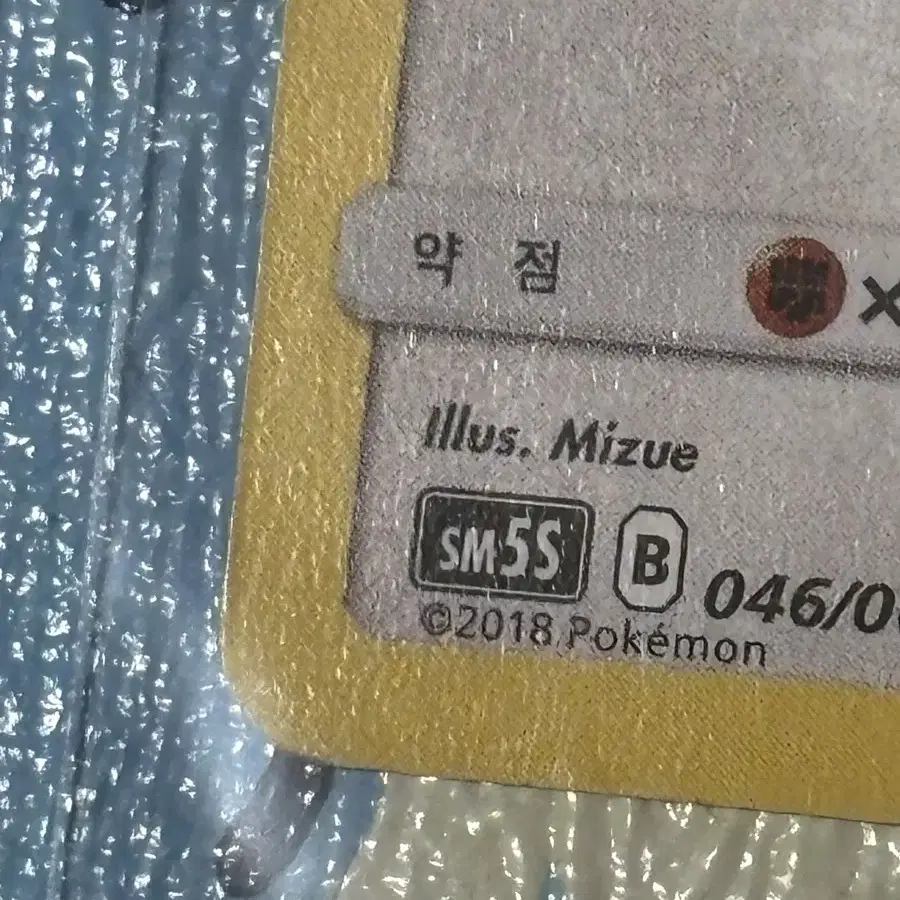 약 점 ×
Illus. Mizue
SM5S B 046/0
©2018 Pokémon